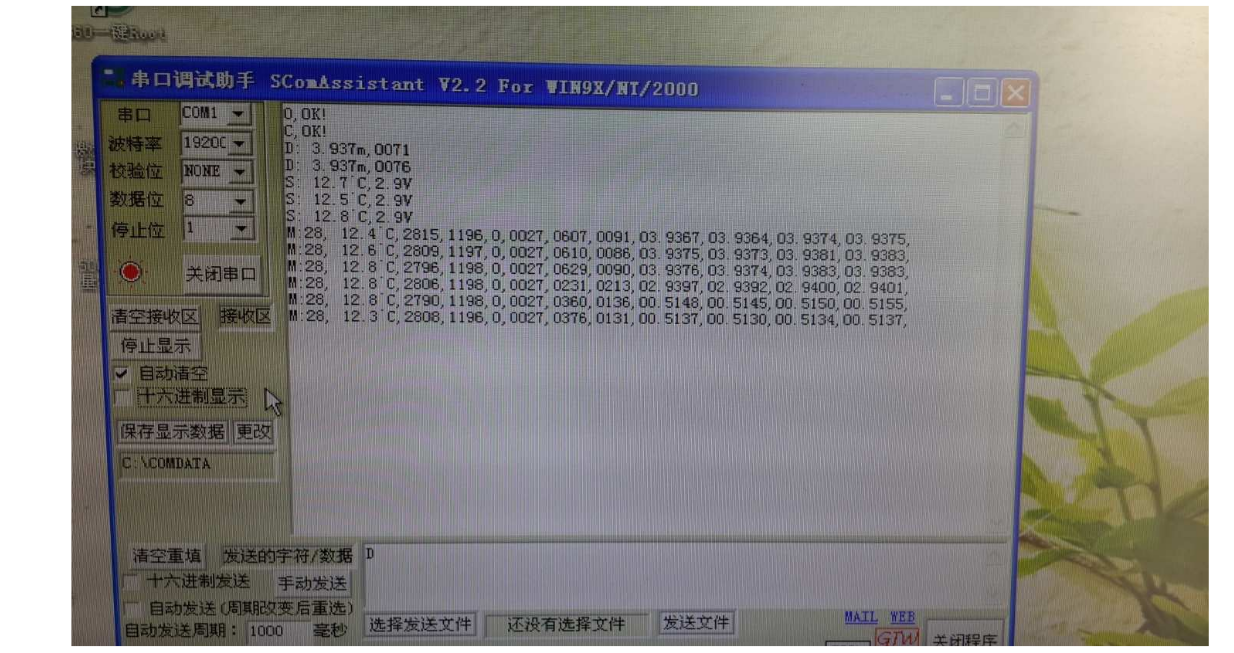 一键Root
串口调试助手 SComAssistant V2.2 For WIN9X/NT/2000
串口 COM1
波特率 19200
校验位 NONE
数据位 8
停止位 1
关闭串口
清空接收区 接收区
停止显示
自动清空
十六进制显示
保存显示数据 更改
C:\COMDATA
O,OK!
C,OK!
D: 3.937m,0071
D: 3.937m,0076
S: 12.7°C,2.9V
S: 12.5°C,2.9V
S: 12.8°C,2.9V
M:28, 12.4°C,2815,1196,0,0027,0607,0091,03.9367,03.9364,03.9374,03.9375,
M:28, 12.6°C,2809,1197,0,0027,0610,0086,03.9375,03.9373,03.9381,03.9383,
M:28, 12.8°C,2796,1198,0,0027,0629,0090,03.9376,03.9374,03.9383,03.9383,
M:28, 12.8°C,2806,1198,0,0027,0231,0213,02.9397,02.9392,02.9400,02.9401,
M:28, 12.8°C,2790,1198,0,0027,0360,0136,00.5148,00.5145,00.5150,00.5155,
M:28, 12.3°C,2808,1196,0,0027,0376,0131,00.5137,00.5130,00.5134,00.5137,
清空重填 发送的字符/数据 D
十六进制发送 手动发送
自动发送(周期改变后重选)
自动发送周期: 1000 毫秒 选择发送文件 还没有选择文件 发送文件
MAIL WEB
GTW 关闭程序